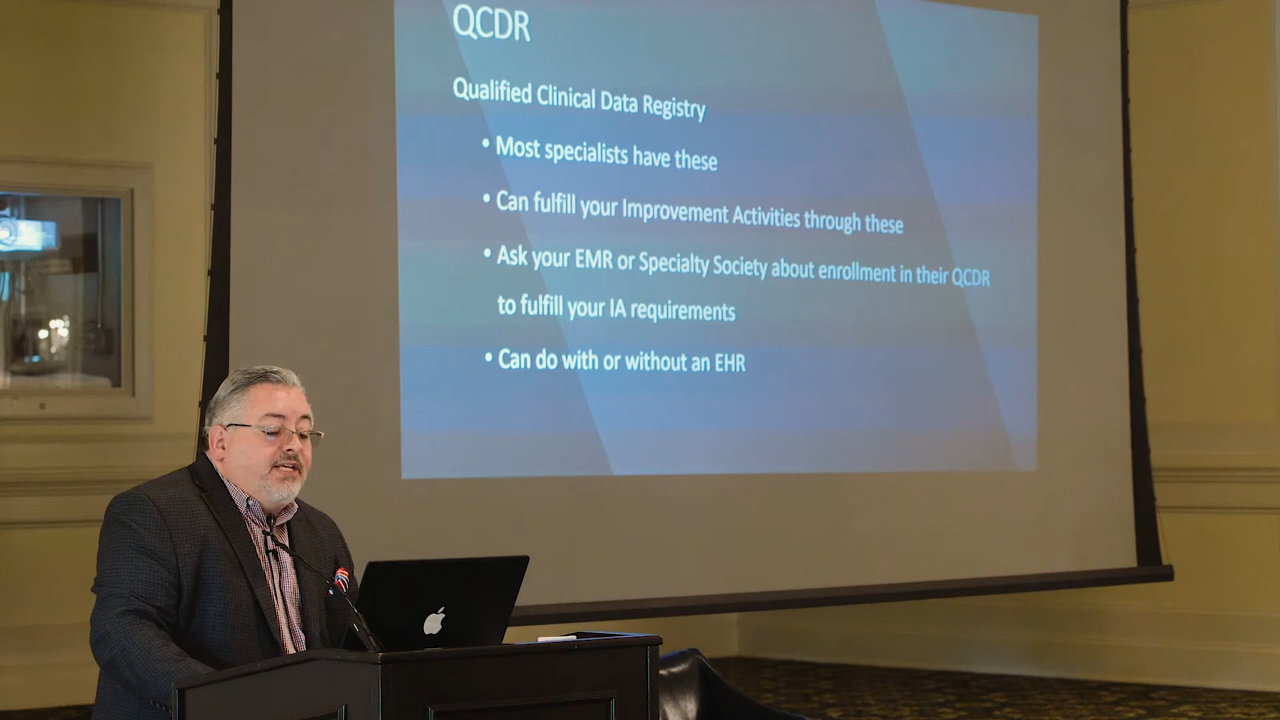 QCDR
Qualified Clinical Data Registry
• Most specialists have these
• Can fulfill your Improvement Activities through these
• Ask your EMR or Specialty Society about enrollment in their QCDR
to fulfill your IA requirements
• Can do with or without an EHR